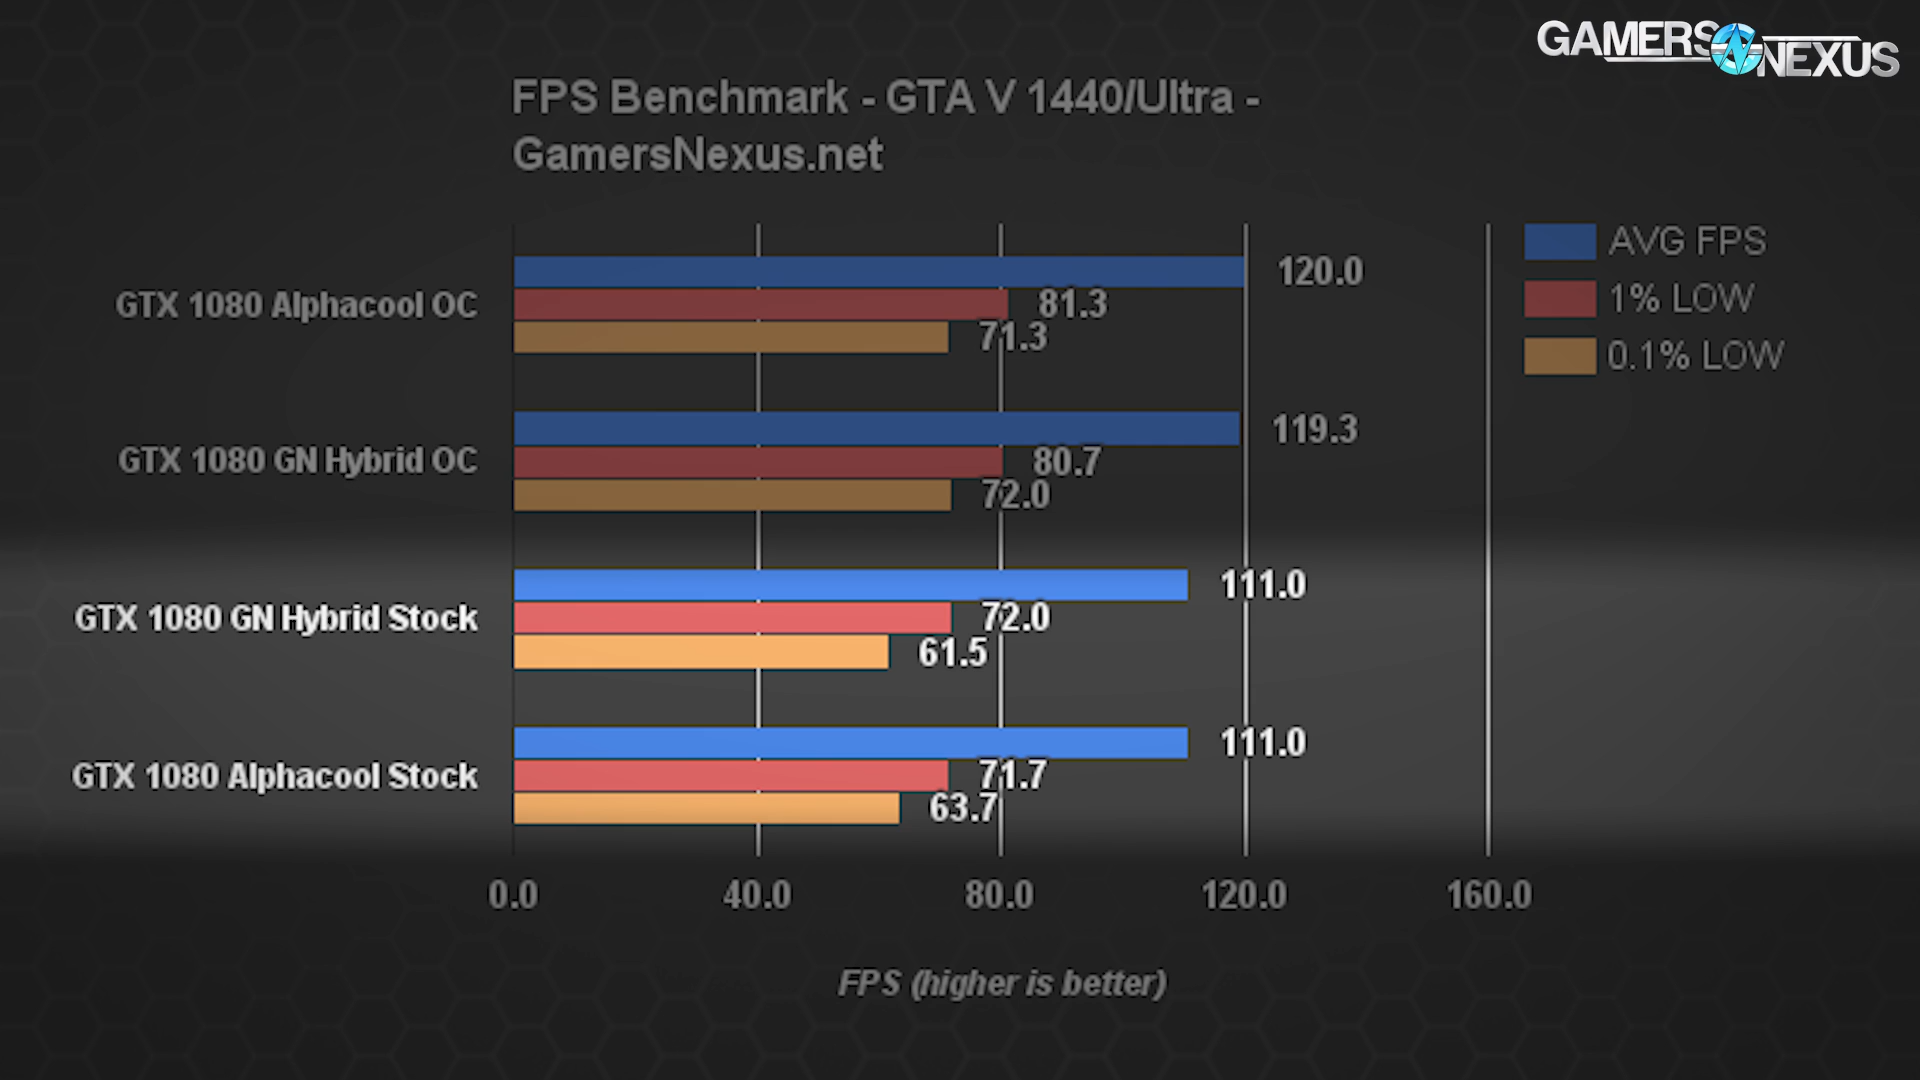 GAMERS NEXUS
FPS Benchmark - GTA V 1440/Ultra -
GamersNexus.net
AVG FPS
1% LOW
0.1% LOW
GTX 1080 Alphacool OC
120.0
81.3
71.3
GTX 1080 GN Hybrid OC
119.3
80.7
72.0
GTX 1080 GN Hybrid Stock
111.0
72.0
61.5
GTX 1080 Alphacool Stock
111.0
71.7
63.7
0.0 40.0 80.0 120.0 160.0
FPS (higher is better)